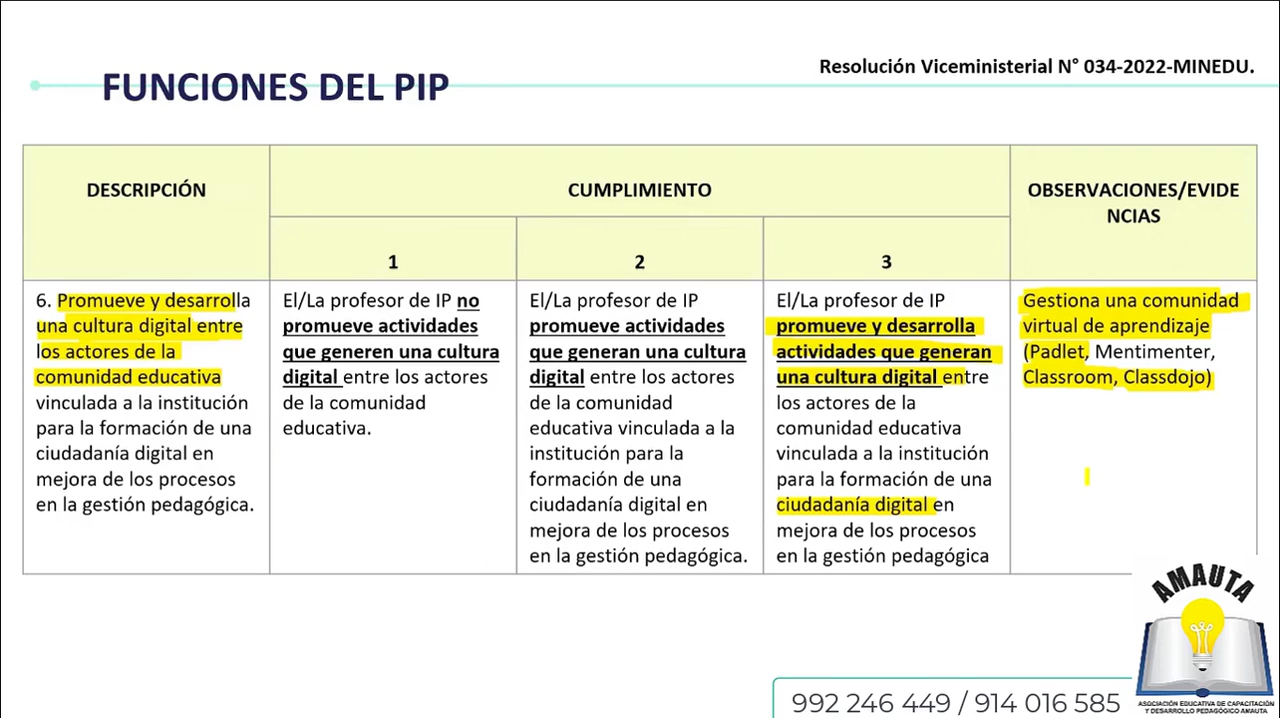 Resolución Viceministerial N° 034-2022-MINEDU.
FUNCIONES DEL PIP
DESCRIPCIÓN
CUMPLIMIENTO
OBSERVACIONES/EVIDE
NCIAS
1
2
3
6. Promueve y desarrolla
una cultura digital entre
los actores de la
comunidad educativa
vinculada a la institución
para la formación de una
ciudadanía digital en
mejora de los procesos
en la gestión pedagógica.
El/La profesor de IP no
promueve actividades
que generen una cultura
digital entre los actores
de la comunidad
educativa.
El/La profesor de IP
promueve actividades
que generan una cultura
digital entre los actores
de la comunidad
educativa vinculada a la
institución para la
formación de una
ciudadanía digital en
mejora de los procesos
en la gestión pedagógica.
El/La profesor de IP
promueve y desarrolla
actividades que generan
una cultura digital entre
los actores de la
comunidad educativa
vinculada a la institución
para la formación de una
ciudadanía digital en
mejora de los procesos
en la gestión pedagógica
Gestiona una comunidad
virtual de aprendizaje
(Padlet, Mentimenter,
Classroom, Classdojo)
AMAUTA
ASOCIACIÓN EDUCATIVA DE CAPACITACIÓN
Y DESARROLLO PEDAGÓGICO AMAUTA
992 246 449 / 914 016 585